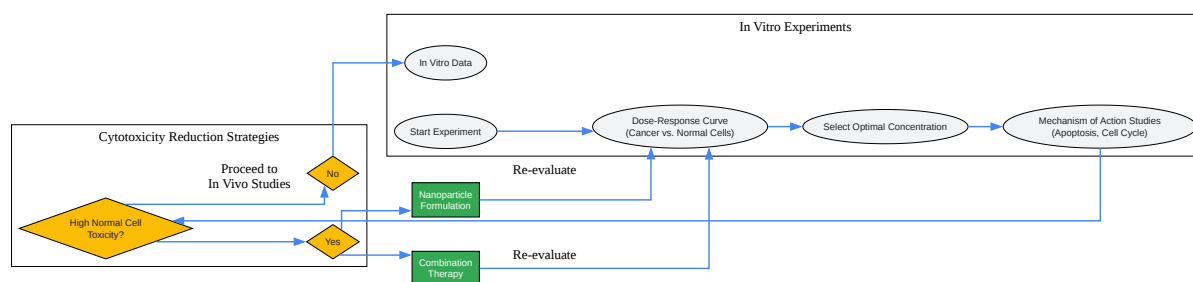 In Vitro Experiments
In Vitro Data
Start Experiment
Dose-Response Curve
(Cancer vs. Normal Cells)
Select Optimal Concentration
Mechanism of Action Studies
(Apoptosis, Cell Cycle)
Cytotoxicity Reduction Strategies
Proceed to
In Vivo Studies
No
High Normal Cell
Toxicity?
Yes
Re-evaluate
Nanoparticle
Formulation
Re-evaluate
Combination
Therapy